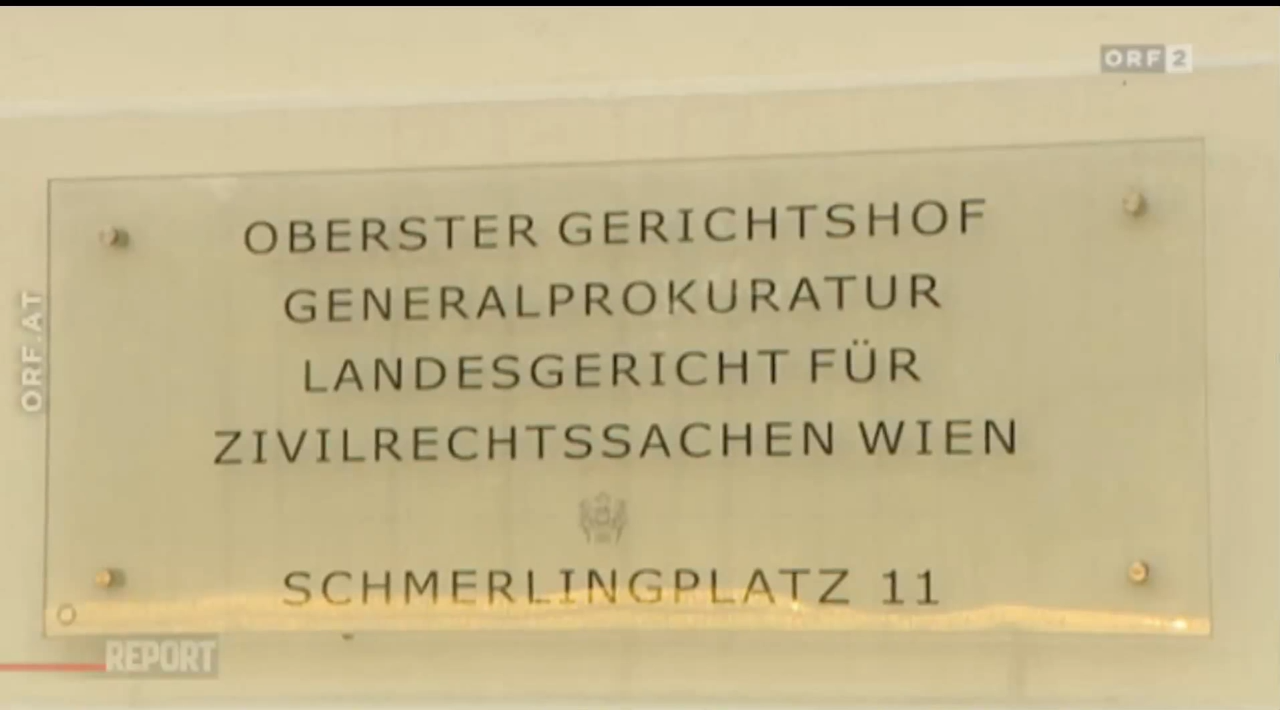 ORF 2
OBERSTER GERICHTSHOF
GENERALPROKURATUR
LANDESGERICHT FÜR
ZIVILRECHTSSACHEN WIEN
SCHMERLINGPLATZ 11
ORF.AT
REPORT